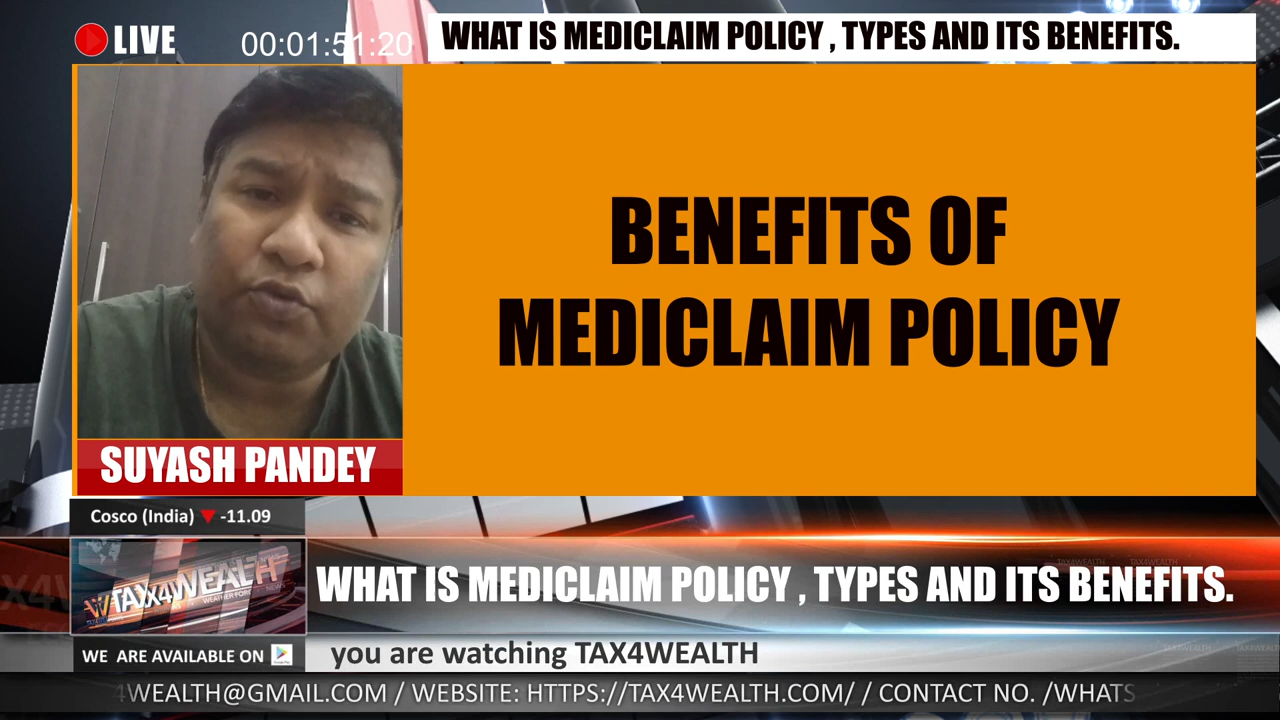 LIVE
00:01:51:20
WHAT IS MEDICLAIM POLICY , TYPES AND ITS BENEFITS.
BENEFITS OF
MEDICLAIM POLICY
SUYASH PANDEY
Cosco (India) ▼ -11.09
TAX4WEALTH
WHAT IS MEDICLAIM POLICY , TYPES AND ITS BENEFITS.
WE ARE AVAILABLE ON
you are watching TAX4WEALTH
4WEALTH@GMAIL.COM / WEBSITE: HTTPS://TAX4WEALTH.COM/ / CONTACT NO. /WHATS